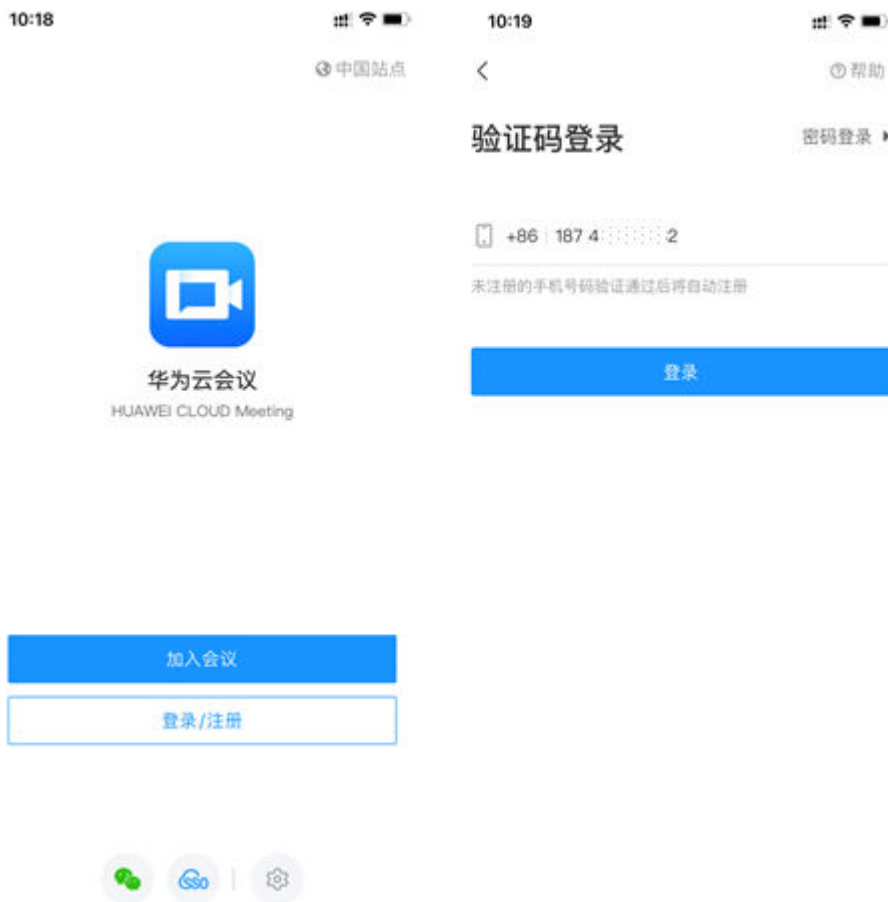 10:18
中国站点
华为云会议
HUAWEI CLOUD Meeting
加入会议
登录/注册
SSO
10:19
帮助
验证码登录
密码登录
+86 187 4 2
未注册的手机号码验证通过后将自动注册
登录